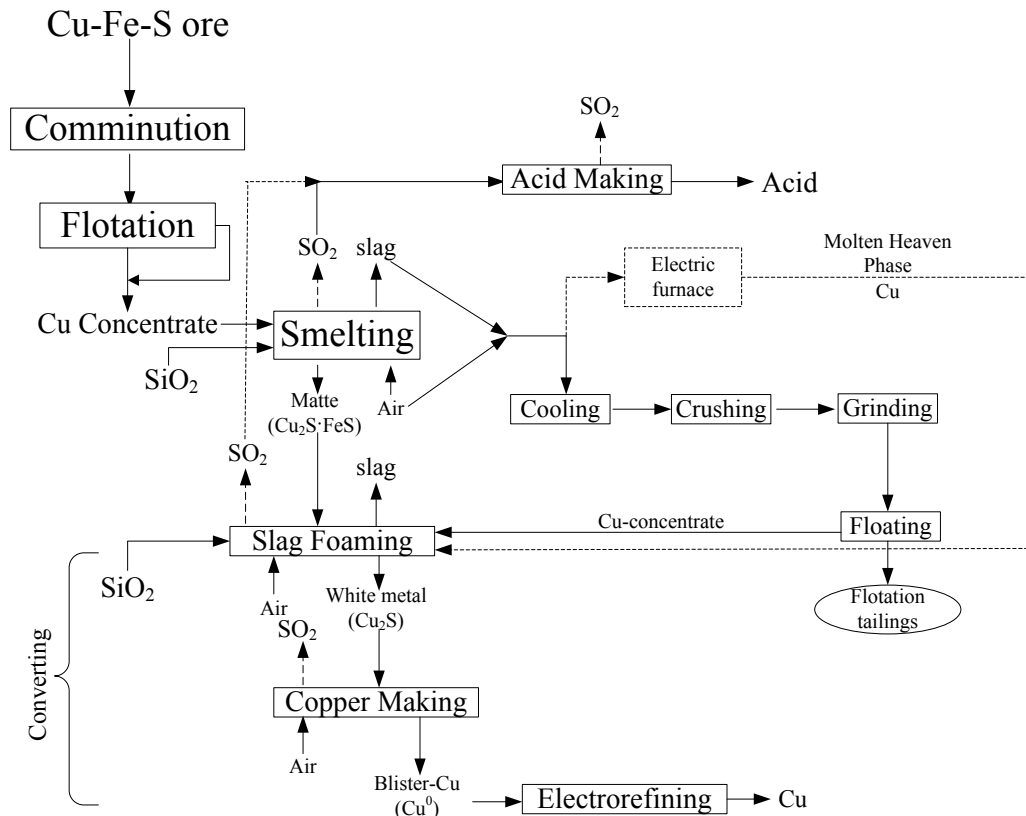 Cu-Fe-S ore
Comminution
SO₂
Acid Making
Acid
Flotation
SO₂
slag
Molten Heaven
Phase
Cu
Electric
furnace
Cu Concentrate
Smelting
SiO₂
Matte
(Cu₂S·FeS)
Air
Cooling
Crushing
Grinding
SO₂
slag
Cu-concentrate
Floating
Slag Foaming
SiO₂
Air
White metal
(Cu₂S)
Flotation
tailings
SO₂
Converting
Copper Making
Air
Blister-Cu
(Cu⁰)
Electrorefining
Cu